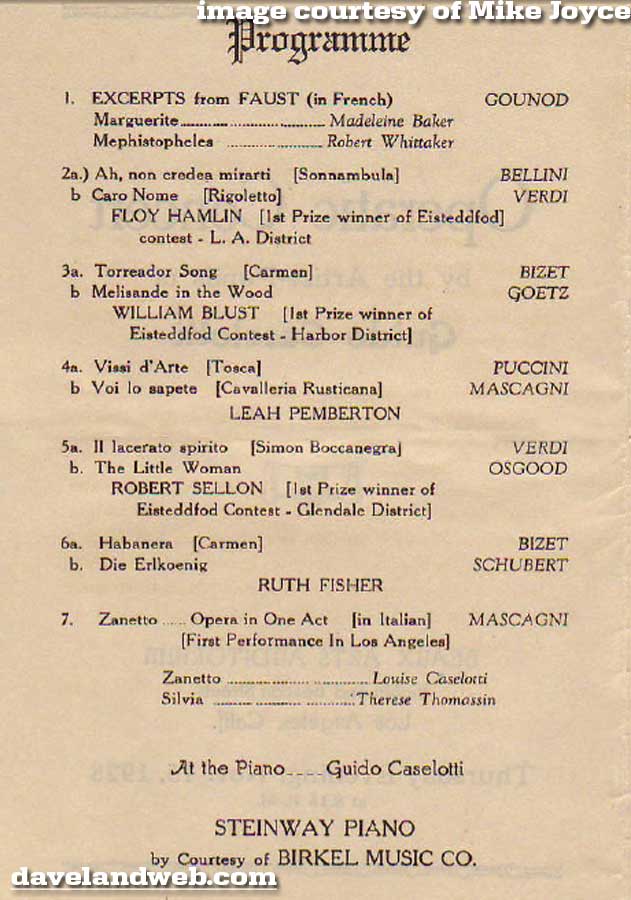 image courtesy of Mike Joyce
Programme
1. EXCERPTS from FAUST (in French) GOUNOD
Marguerite Madeleine Baker
Mephistopheles Robert Whittaker
2a.) Ah, non credea mirarti [Sonnambula] BELLINI
b Caro Nome [Rigoletto] VERDI
FLOY HAMLIN [1st Prize winner of Eisteddfod]
contest - L. A. District
3a. Torreador Song [Carmen] BIZET
b Melisande in the Wood GOETZ
WILLIAM BLUST [1st Prize winner of
Eisteddfod Contest - Harbor District]
4a. Vissi d'Arte [Tosca] PUCCINI
b Voi lo sapete [Cavalleria Rusticana] MASCAGNI
LEAH PEMBERTON
5a. Il lacerato spirito [Simon Boccanegra] VERDI
b. The Little Woman OSGOOD
ROBERT SELLON [1st Prize winner of
Eisteddfod Contest - Glendale District]
6a. Habanera [Carmen] BIZET
b. Die Erlkoenig SCHUBERT
RUTH FISHER
7. Zanetto ..... Opera in One Act [in Italian] MASCAGNI
[First Performance In Los Angeles]
Zanetto Louise Caselotti
Silvia Therese Thomassin
At the Piano.... Guido Caselotti
STEINWAY PIANO
by Courtesy of BIRKEL MUSIC CO.
davelandweb.com